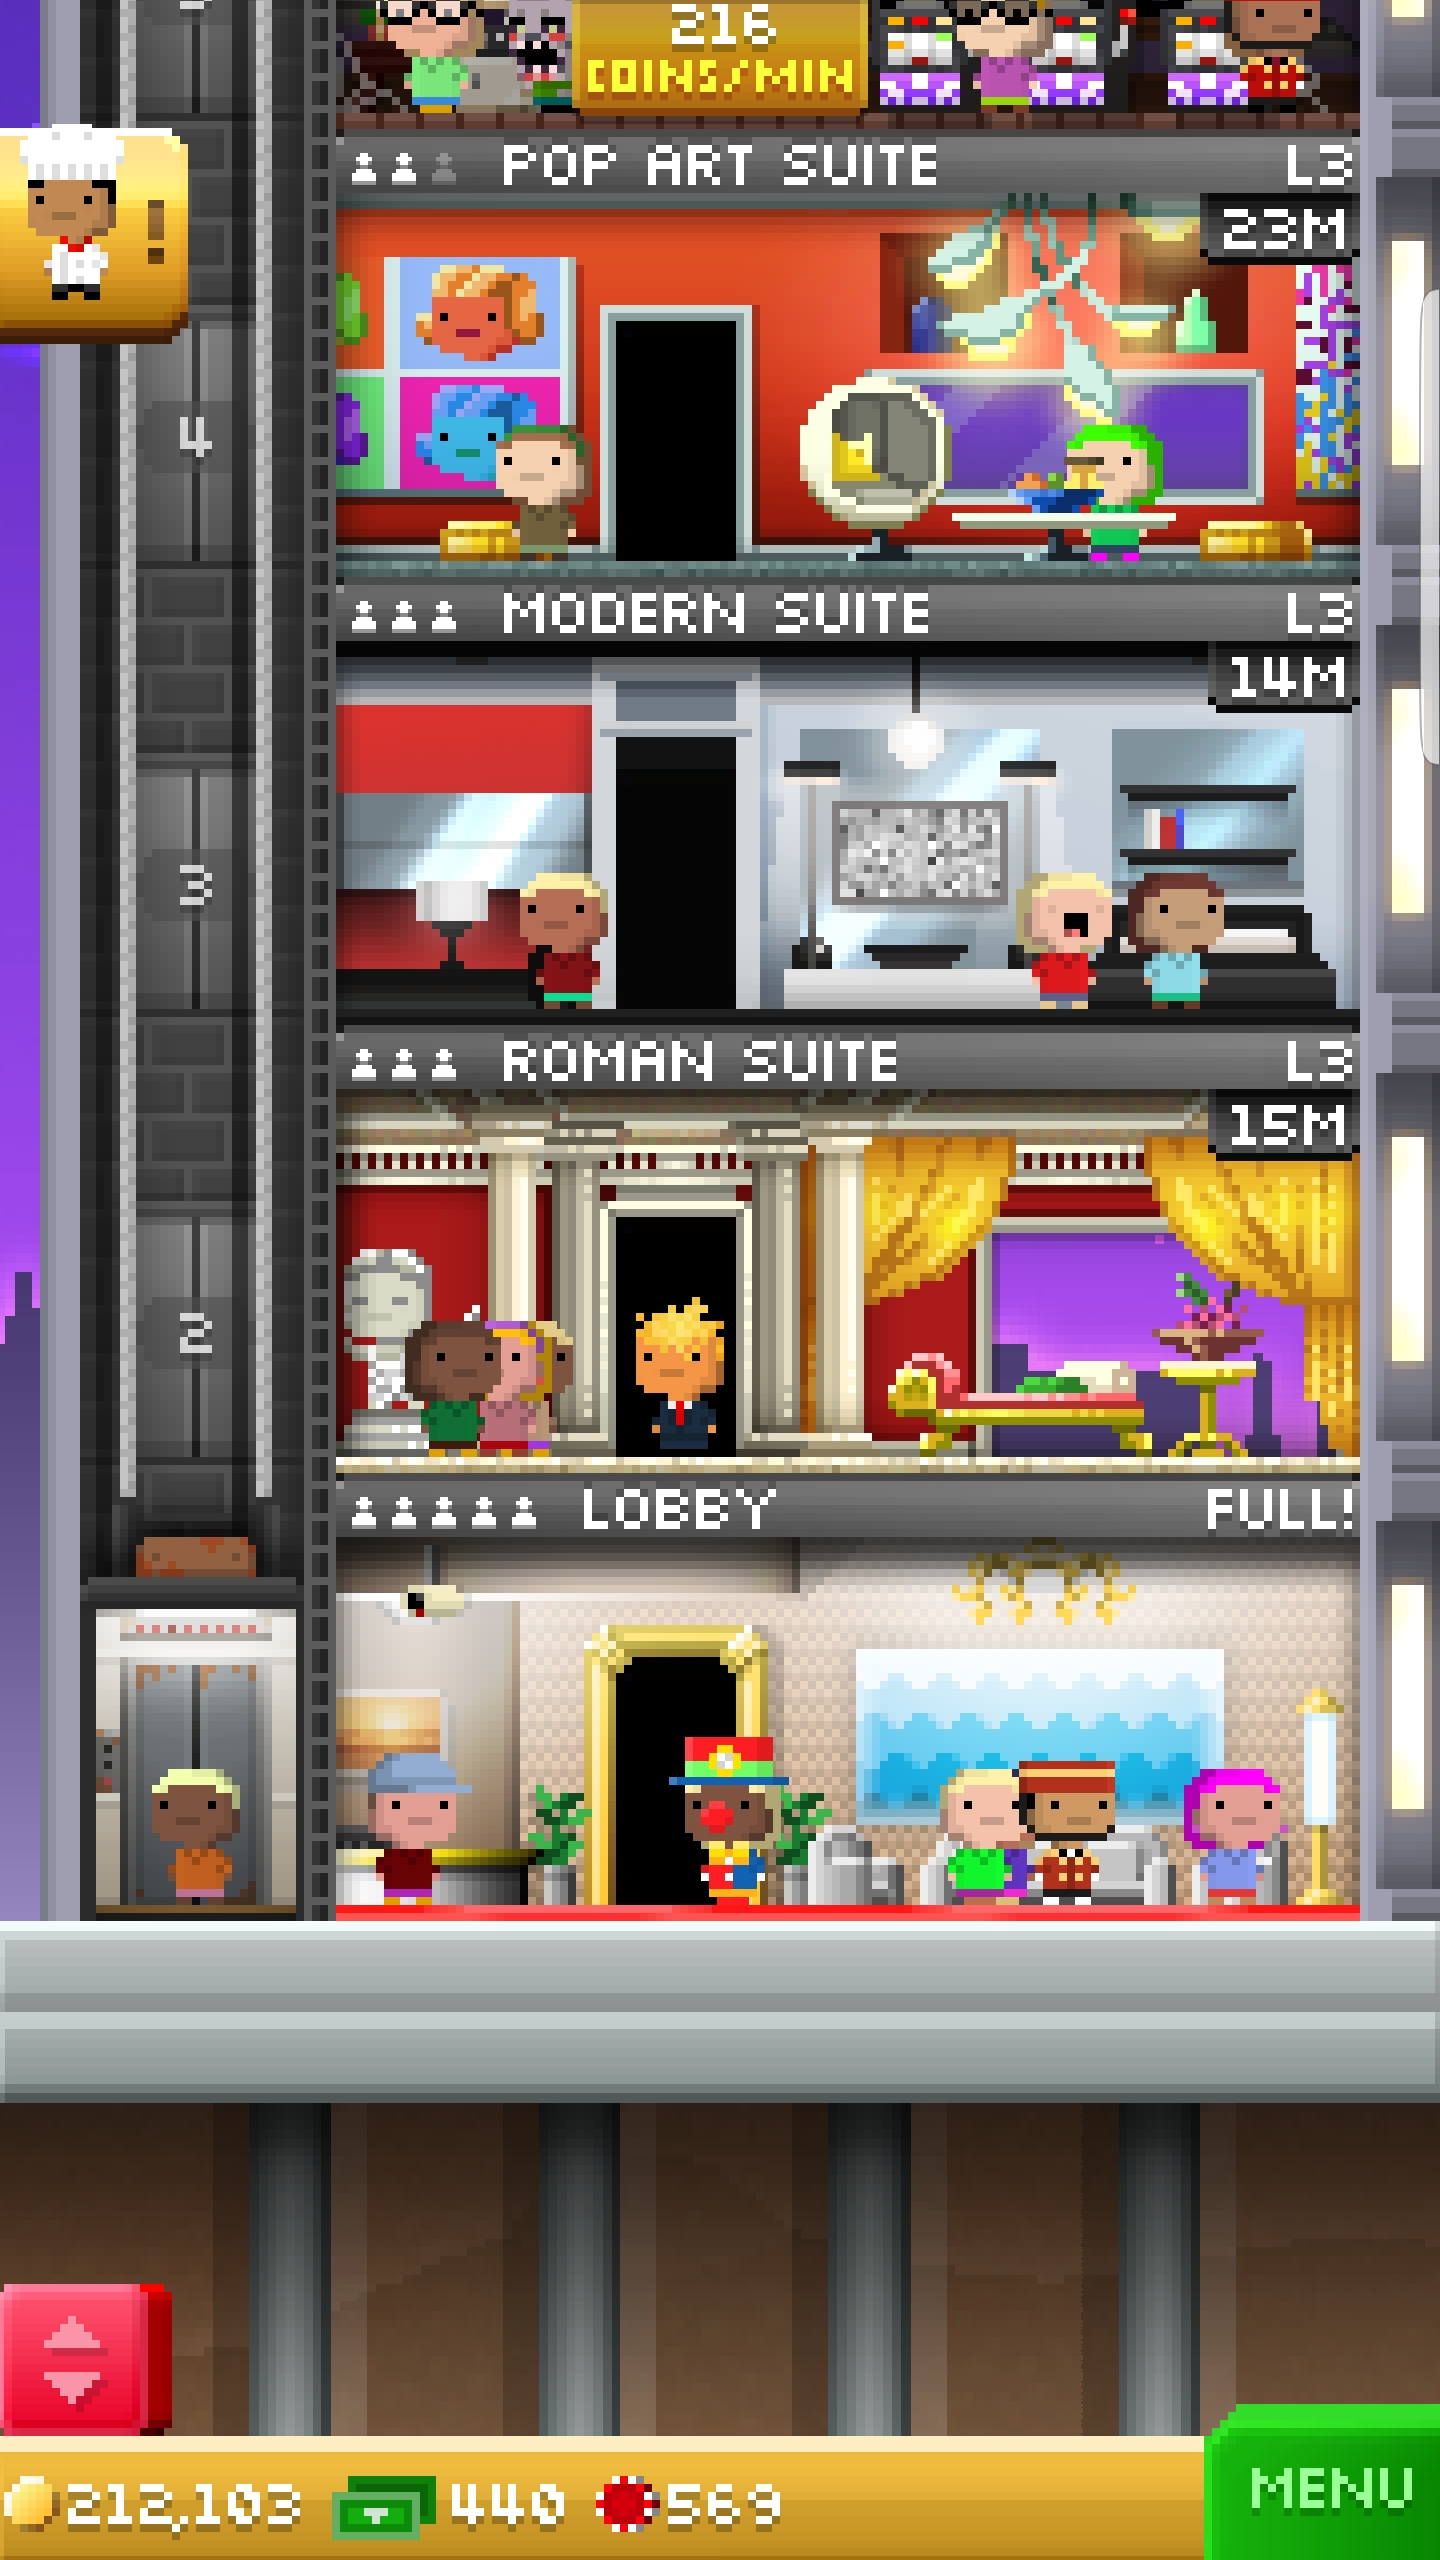 216
COINS/MIN
POP ART SUITE L3
23M
!
4
MODERN SUITE L3
14M
3
ROMAN SUITE L3
15M
2
LOBBY FULL!
212,103 440 569
MENU